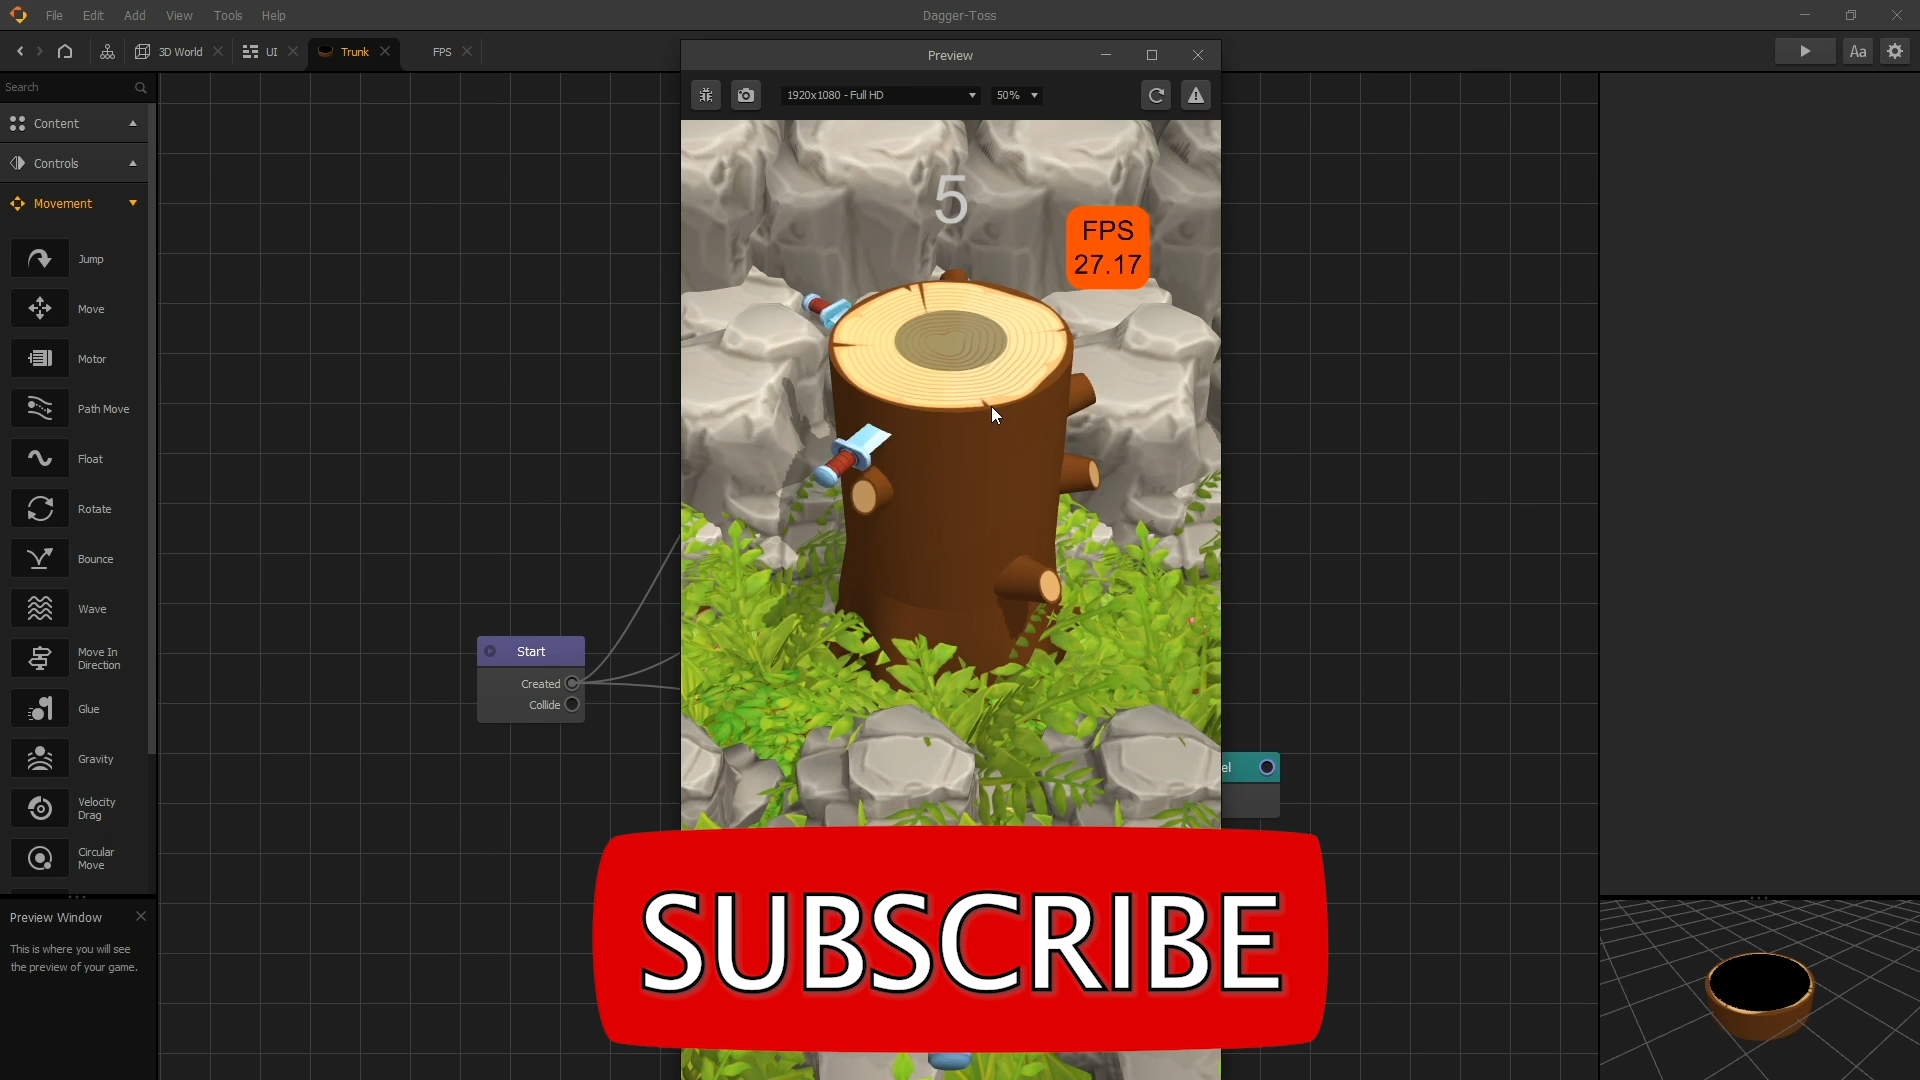 File Edit Add View Tools Help
Dagger-Toss
3D World
UI
Trunk
FPS
Aa
Search
Content
Controls
Movement
Jump
Move
Motor
Path Move
Float
Rotate
Bounce
Wave
Move In
Direction
Glue
Gravity
Velocity
Drag
Circular
Move
Preview Window
This is where you will see
the preview of your game.
Start
Created
Collide
Preview
1920x1080 - Full HD
50%
5
FPS
27.17
el
SUBSCRIBE